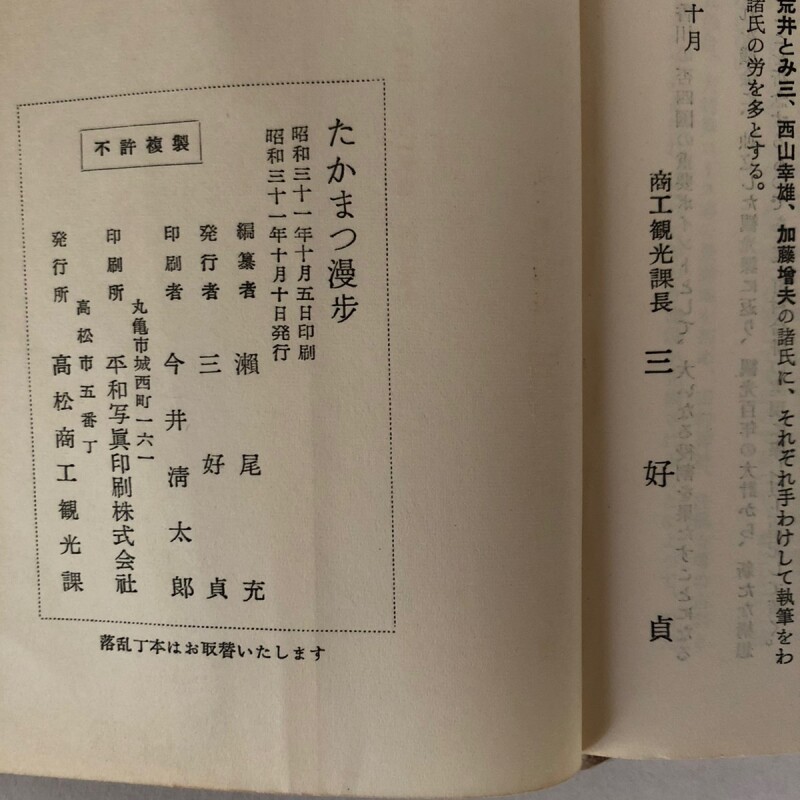 荒井とみ三、西山幸雄、加藤増夫の諸氏に、それぞれ手わけして執筆をわ
諸氏の労を多とする。
十月
商工観光課長 三好貞
たかまつ漫歩
昭和三十一年十月五日印刷
昭和三十一年十月十日発行
編纂者 瀬尾充
発行者 三好貞
印刷者 今井清太郎
丸亀市城西町一六一
印刷所 平和写眞印刷株式会社
高松市五番丁
発行所 高松商工観光課
不許複製
落乱丁本はお取替いたします